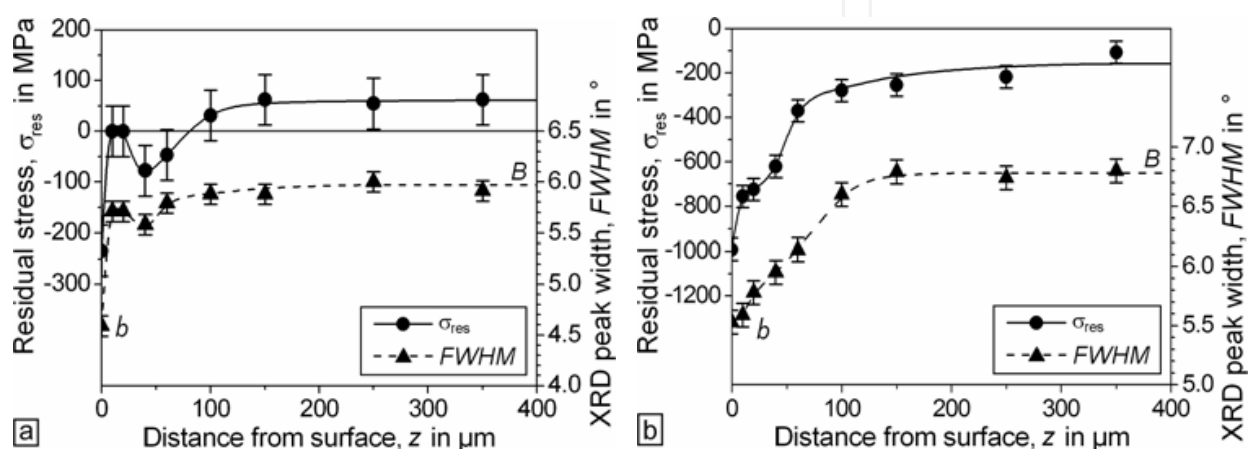 Residual stress, σres in MPa
200
100
0
-100
-200
-300
0
100
200
300
400
Distance from surface, z in µm
6.5
6.0
5.5
5.0
4.5
4.0
XRD peak width, FWHM in °
B
b
σres
FWHM
a
Residual stress, σres in MPa
0
-200
-400
-600
-800
-1000
-1200
0
100
200
300
400
Distance from surface, z in µm
7.0
6.5
6.0
5.5
5.0
XRD peak width, FWHM in °
B
b
σres
FWHM
b